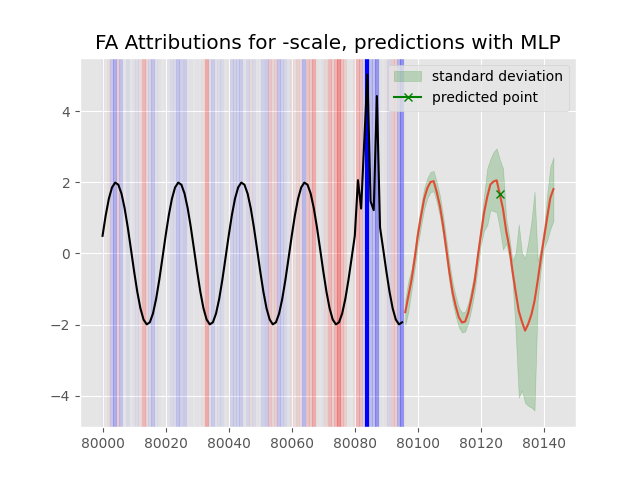 FA Attributions for -scale, predictions with MLP
standard deviation
predicted point
4
2
0
−2
−4
80000 80020 80040 80060 80080 80100 80120 80140